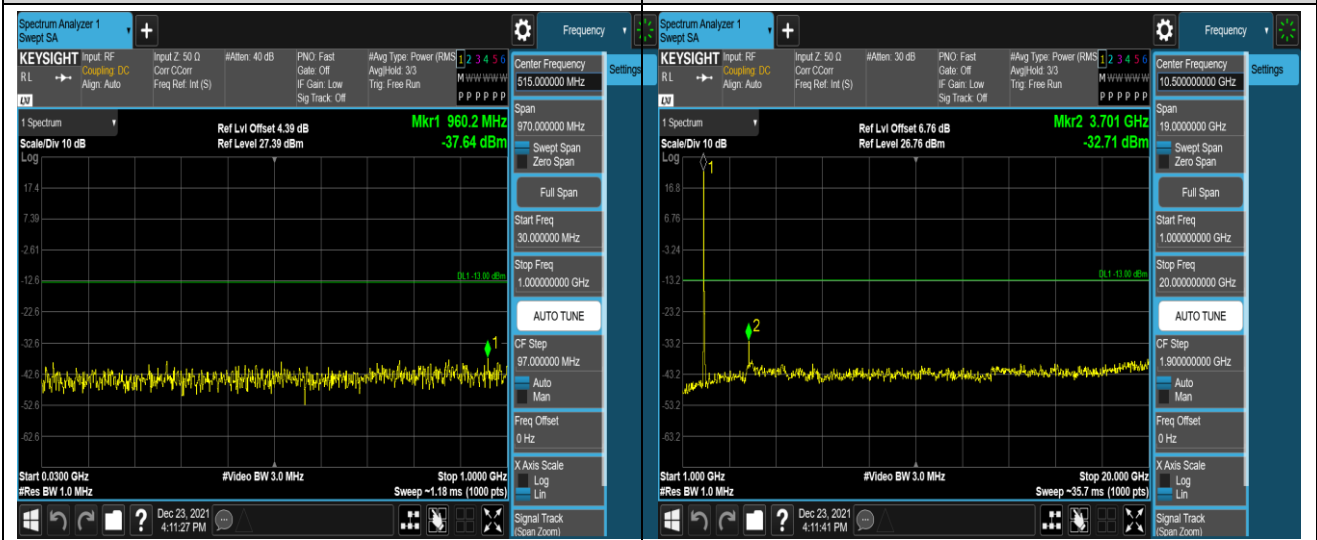 Spectrum Analyzer 1
Swept SA
+
Frequency
KEYSIGHT
Input: RF
Coupling: DC
Align: Auto
Input Z: 50 Ω
Corr CCorr
Freq Ref: Int (S)
#Atten: 40 dB
PNO: Fast
Gate: Off
IF Gain: Low
Sig Track: Off
#Avg Type: Power (RMS
Avg|Hold: 3/3
Trig: Free Run
1 2 3 4 5 6
M W W W W W
P P P P P P
R L
LXI
Center Frequency
515.000000 MHz
Settings
1 Spectrum
Scale/Div 10 dB
Ref Lvl Offset 4.39 dB
Ref Level 27.39 dBm
Mkr1 960.2 MHz
-37.64 dBm
Span
970.000000 MHz
Swept Span
Zero Span
Full Span
Start Freq
30.000000 MHz
Stop Freq
1.000000000 GHz
AUTO TUNE
CF Step
97.000000 MHz
Auto
Man
Freq Offset
0 Hz
X Axis Scale
Log
Lin
Signal Track
(Span Zoom)
Log
17.4
7.39
-2.61
-12.6
-22.6
-32.6
-42.6
-52.6
-62.6
DL1 -13.00 dBm
1
Start 0.0300 GHz
#Res BW 1.0 MHz
#Video BW 3.0 MHz
Stop 1.0000 GHz
Sweep ~1.18 ms (1000 pts)
?
Dec 23, 2021
4:11:27 PM
Spectrum Analyzer 1
Swept SA
+
Frequency
KEYSIGHT
Input: RF
Coupling: DC
Align: Auto
Input Z: 50 Ω
Corr CCorr
Freq Ref: Int (S)
#Atten: 30 dB
PNO: Fast
Gate: Off
IF Gain: Low
Sig Track: Off
#Avg Type: Power (RMS
Avg|Hold: 3/3
Trig: Free Run
1 2 3 4 5 6
M W W W W W
P P P P P P
R L
LXI
Center Frequency
10.500000000 GHz
Settings
1 Spectrum
Scale/Div 10 dB
Ref Lvl Offset 6.76 dB
Ref Level 26.76 dBm
Mkr2 3.701 GHz
-32.71 dBm
Span
19.0000000 GHz
Swept Span
Zero Span
Full Span
Start Freq
1.000000000 GHz
Stop Freq
20.000000000 GHz
AUTO TUNE
CF Step
1.900000000 GHz
Auto
Man
Freq Offset
0 Hz
X Axis Scale
Log
Lin
Signal Track
(Span Zoom)
Log
16.8
6.76
-3.24
-13.2
-23.2
-33.2
-43.2
-53.2
-63.2
DL1 -13.00 dBm
1
2
Start 1.000 GHz
#Res BW 1.0 MHz
#Video BW 3.0 MHz
Stop 20.000 GHz
Sweep ~35.7 ms (1000 pts)
?
Dec 23, 2021
4:11:41 PM